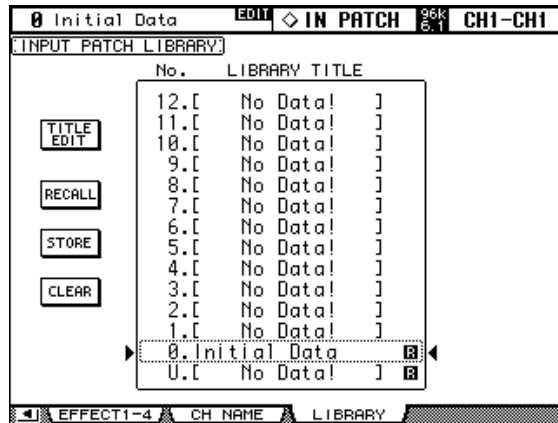 0 Initial Data EDIT ◇ IN PATCH 96k 6.1 CH1-CH1
INPUT PATCH LIBRARY
No. LIBRARY TITLE
12.[ No Data! ]
11.[ No Data! ]
10.[ No Data! ]
9.[ No Data! ]
8.[ No Data! ]
7.[ No Data! ]
6.[ No Data! ]
5.[ No Data! ]
4.[ No Data! ]
3.[ No Data! ]
2.[ No Data! ]
1.[ No Data! ]
0.Initial Data R
U.[ No Data! ] R
TITLE
EDIT
RECALL
STORE
CLEAR
EFFECT1-4 CH NAME LIBRARY